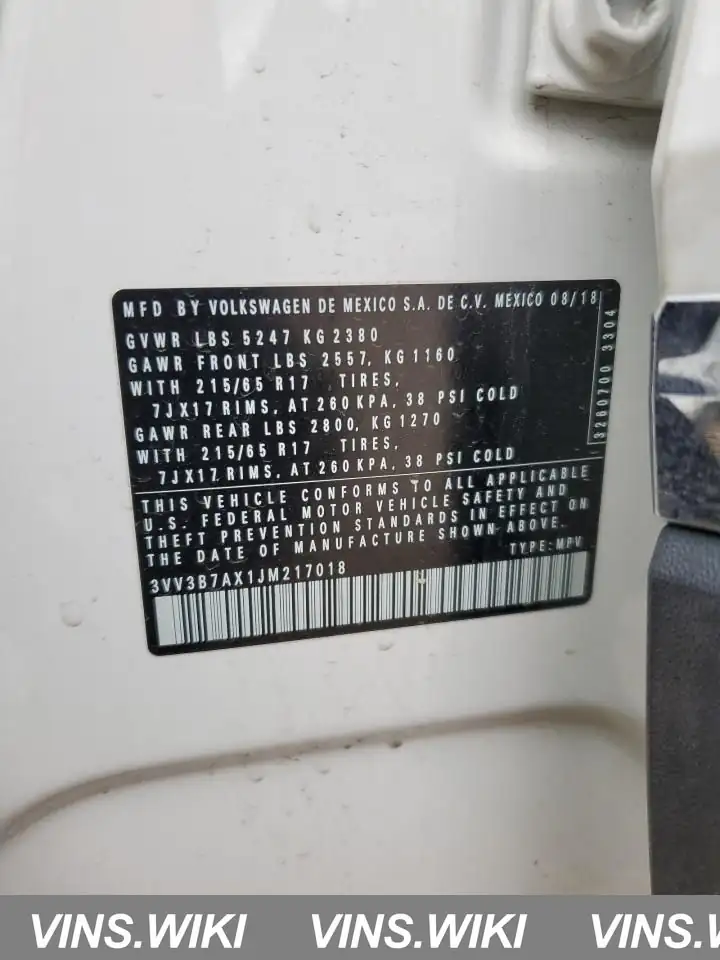 MFD BY VOLKSWAGEN DE MEXICO S.A. DE C.V. MEXICO 08/18
GVWR LBS 5247 KG 2380
GAWR FRONT LBS 2557, KG 1160
WITH 215/65 R17 TIRES,
7JX17 RIMS, AT 260 KPA, 38 PSI COLD
GAWR REAR LBS 2800, KG 1270
WITH 215/65 R17 TIRES,
7JX17 RIMS, AT 260 KPA, 38 PSI COLD
3260700 3304
THIS VEHICLE CONFORMS TO ALL APPLICABLE
U.S. FEDERAL MOTOR VEHICLE SAFETY AND
THEFT PREVENTION STANDARDS IN EFFECT ON
THE DATE OF MANUFACTURE SHOWN ABOVE.
TYPE: MPV
3VV3B7AX1JM217018
VINS.WIKI VINS.WIKI VINS.W